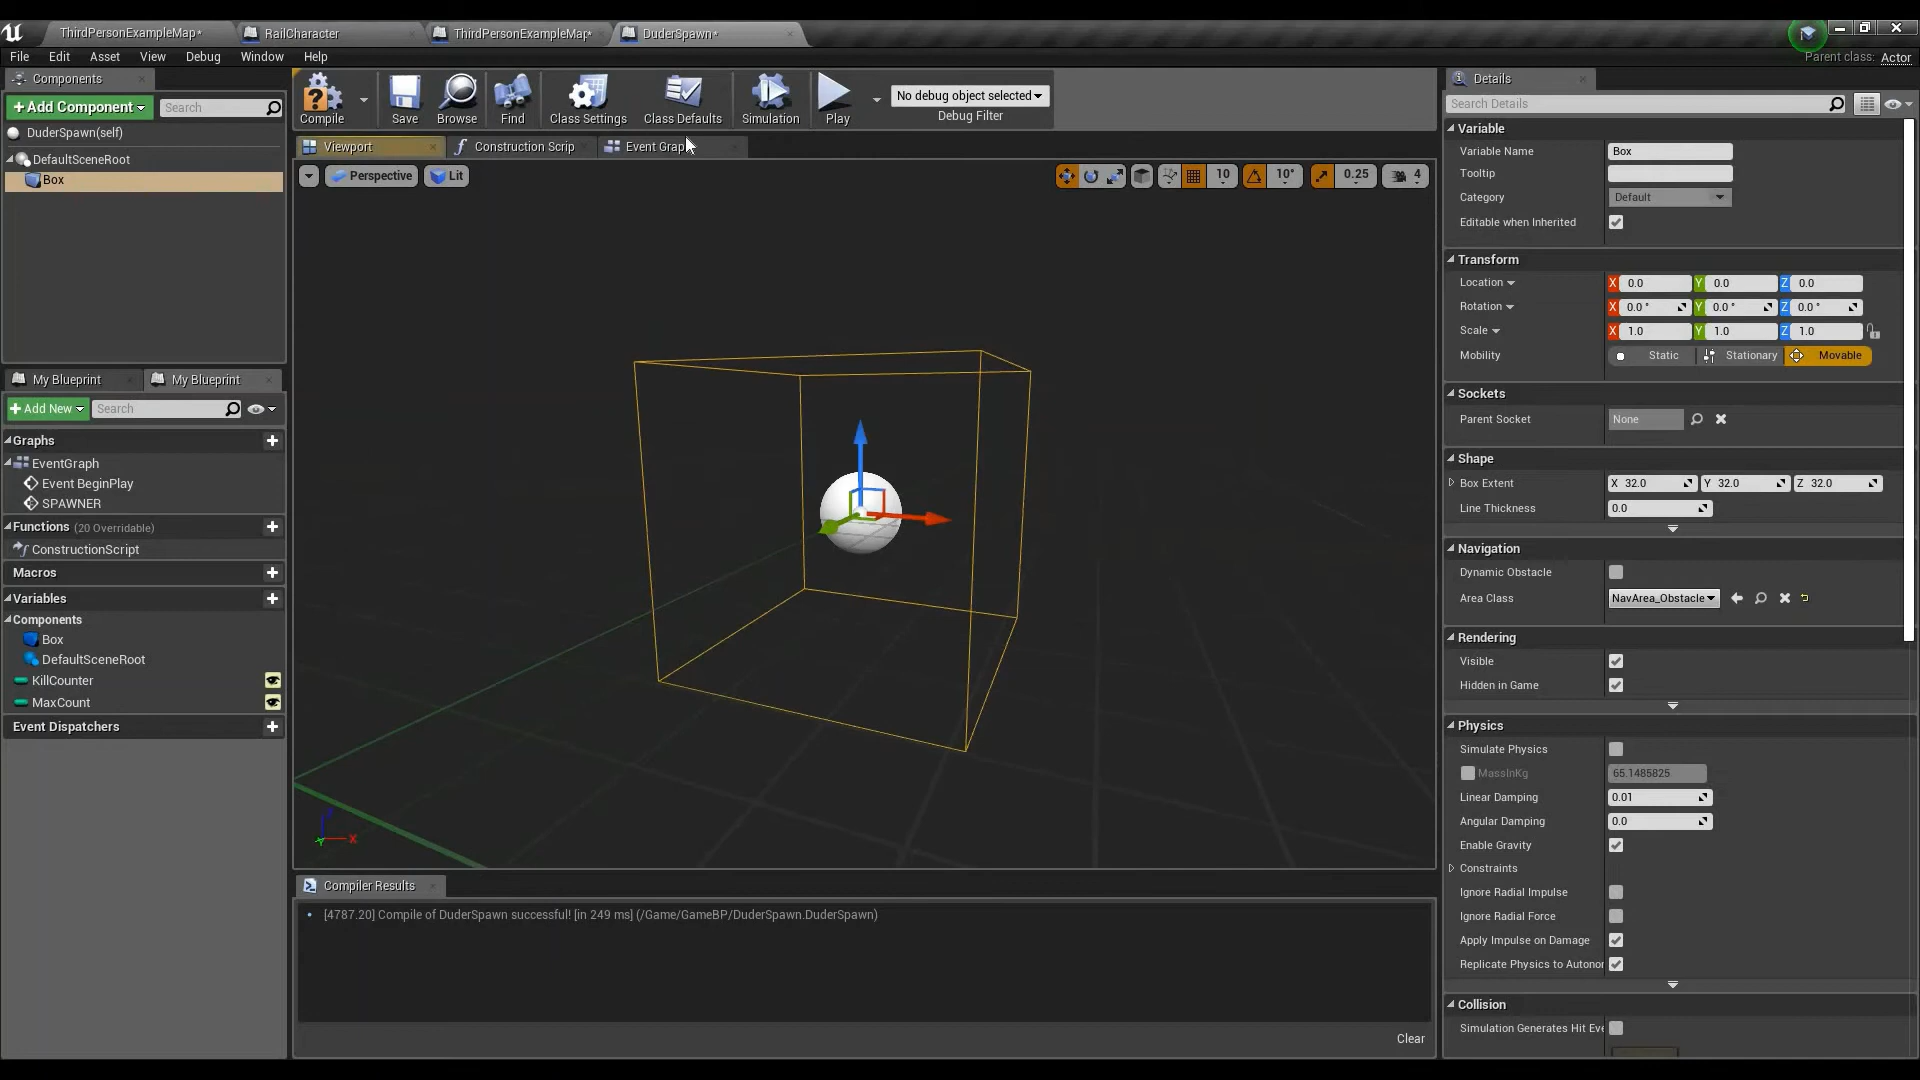 ThirdPersonExampleMap*
RailCharacter
ThirdPersonExampleMap*
DuderSpawn*
File Edit Asset View Debug Window Help
Parent class: Actor
Components
+Add Component
Search
DuderSpawn(self)
DefaultSceneRoot
Box
Compile
Save
Browse
Find
Class Settings
Class Defaults
Simulation
Play
No debug object selected
Debug Filter
Viewport
Construction Scrip
Event Grap
Perspective
Lit
10
10°
0.25
4
My Blueprint
My Blueprint
+Add New
Search
Graphs
EventGraph
Event BeginPlay
SPAWNER
Functions (20 Overridable)
ConstructionScript
Macros
Variables
Components
Box
DefaultSceneRoot
KillCounter
MaxCount
Event Dispatchers
X
Compiler Results
[4787.20] Compile of DuderSpawn successful! [in 249 ms] (/Game/GameBP/DuderSpawn.DuderSpawn)
Clear
Details
Search Details
Variable
Variable Name Box
Tooltip
Category Default
Editable when Inherited
Transform
Location X 0.0 Y 0.0 Z 0.0
Rotation X 0.0° Y 0.0° Z 0.0°
Scale X 1.0 Y 1.0 Z 1.0
Mobility Static Stationary Movable
Sockets
Parent Socket None
Shape
Box Extent X 32.0 Y 32.0 Z 32.0
Line Thickness 0.0
Navigation
Dynamic Obstacle
Area Class NavArea_Obstacle
Rendering
Visible
Hidden in Game
Physics
Simulate Physics
MassInKg 65.1485825
Linear Damping 0.01
Angular Damping 0.0
Enable Gravity
Constraints
Ignore Radial Impulse
Ignore Radial Force
Apply Impulse on Damage
Replicate Physics to Autonor
Collision
Simulation Generates Hit Eve